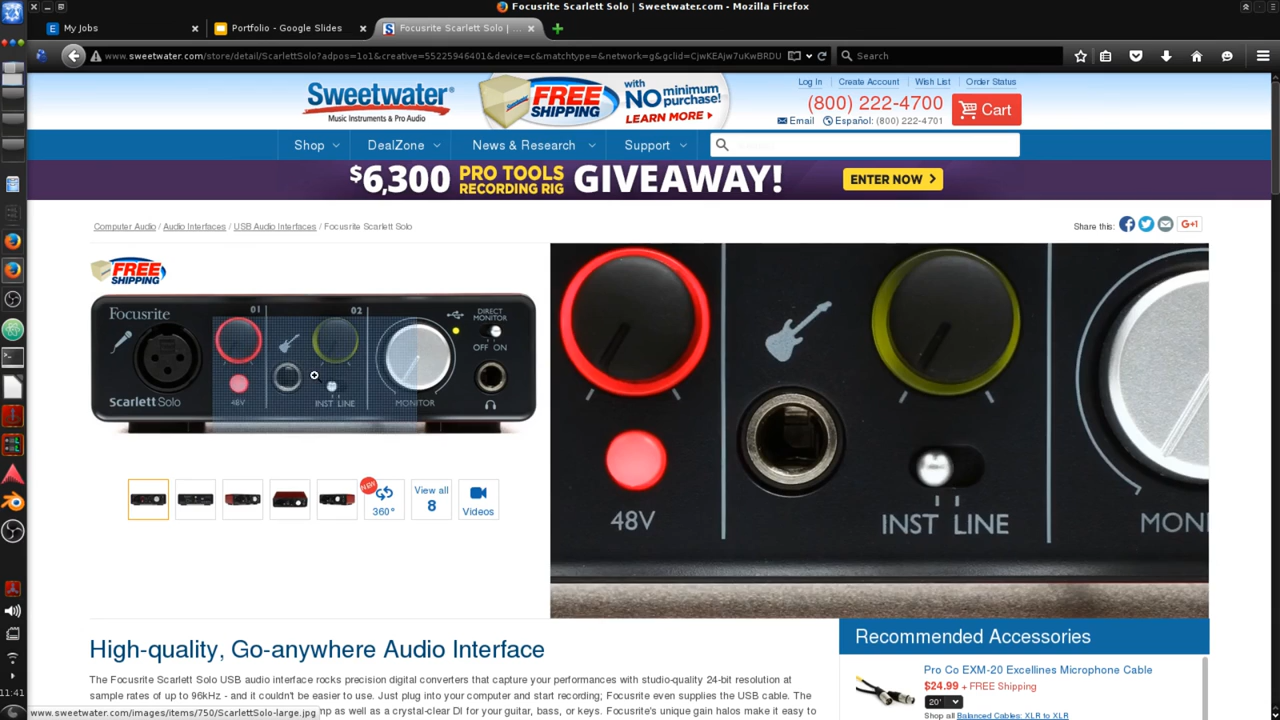 Focusrite Scarlett Solo | Sweetwater.com - Mozilla Firefox
My Jobs
Portfolio - Google Slides
Focusrite Scarlett Solo | ...
www.sweetwater.com/store/detail/ScarlettSolo?adpos=1o1&creative=55225946401&device=c&matchtype=&network=g&gclid=CjwKEAjw7uKwBRDU
Search
Sweetwater®
Music Instruments & Pro Audio
FREE SHIPPING
with NO minimum purchase!
LEARN MORE
Log In
Create Account
Wish List
Order Status
(800) 222-4700
Email
Español: (800) 222-4701
Cart
Shop
DealZone
News & Research
Support
$6,300 PRO TOOLS RECORDING RIG GIVEAWAY!
ENTER NOW
Computer Audio / Audio Interfaces / USB Audio Interfaces / Focusrite Scarlett Solo
Share this:
G+1
FREE SHIPPING
Focusrite
01
02
DIRECT
MONITOR
OFF ON
Scarlett Solo
48V
INST LINE
MONITOR
48V
INST LINE
MON
NEW
360°
View all
8
Videos
High-quality, Go-anywhere Audio Interface
The Focusrite Scarlett Solo USB audio interface rocks precision digital converters that capture your performances with studio-quality 24-bit resolution at
sample rates of up to 96kHz - and it couldn't be easier to use. Just plug into your computer and start recording; Focusrite even supplies the USB cable. The
mp as well as a crystal-clear DI for your guitar, bass, or keys. Focusrite's unique gain halos make it easy to
Recommended Accessories
Pro Co EXM-20 Excellines Microphone Cable
$24.99 + FREE Shipping
20'
Shop all Balanced Cables: XLR to XLR
11:41
www.sweetwater.com/images/items/750/ScarlettSolo-large.jpg